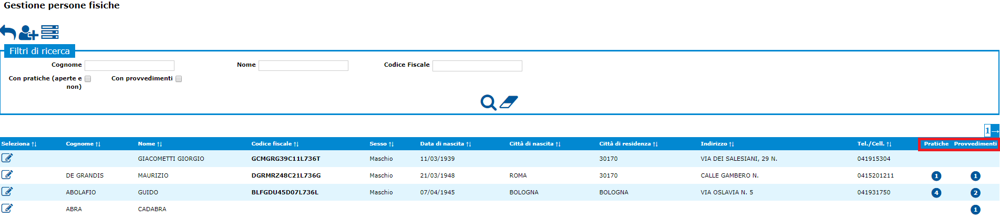 Gestione persone fisiche
Filtri di ricerca
Cognome Nome Codice Fiscale
Con pratiche (aperte e non) Con provvedimenti
1→
Seleziona ↑↓ Cognome ↑↓ Nome ↑↓ Codice fiscale ↑↓ Sesso ↑↓ Data di nascita ↑↓ Città di nascita ↑↓ Città di residenza ↑↓ Indirizzo ↑↓ Tel./Cell. ↑↓ Pratiche Provvedimenti
GIACOMETTI GIORGIO GCMGRG39C11L736T Maschio 11/03/1939 30170 VIA DEI SALESIANI, 29 N. 041915304
DE GRANDIS MAURIZIO DGRMRZ48C21L736G Maschio 21/03/1948 ROMA 30170 CALLE GAMBERO N. 0415201211 1 1
ABOLAFIO GUIDO BLFGDU45D07L736L Maschio 07/04/1945 BOLOGNA BOLOGNA VIA OSLAVIA N. 5 041931750 4 2
ABRA CADABRA 1